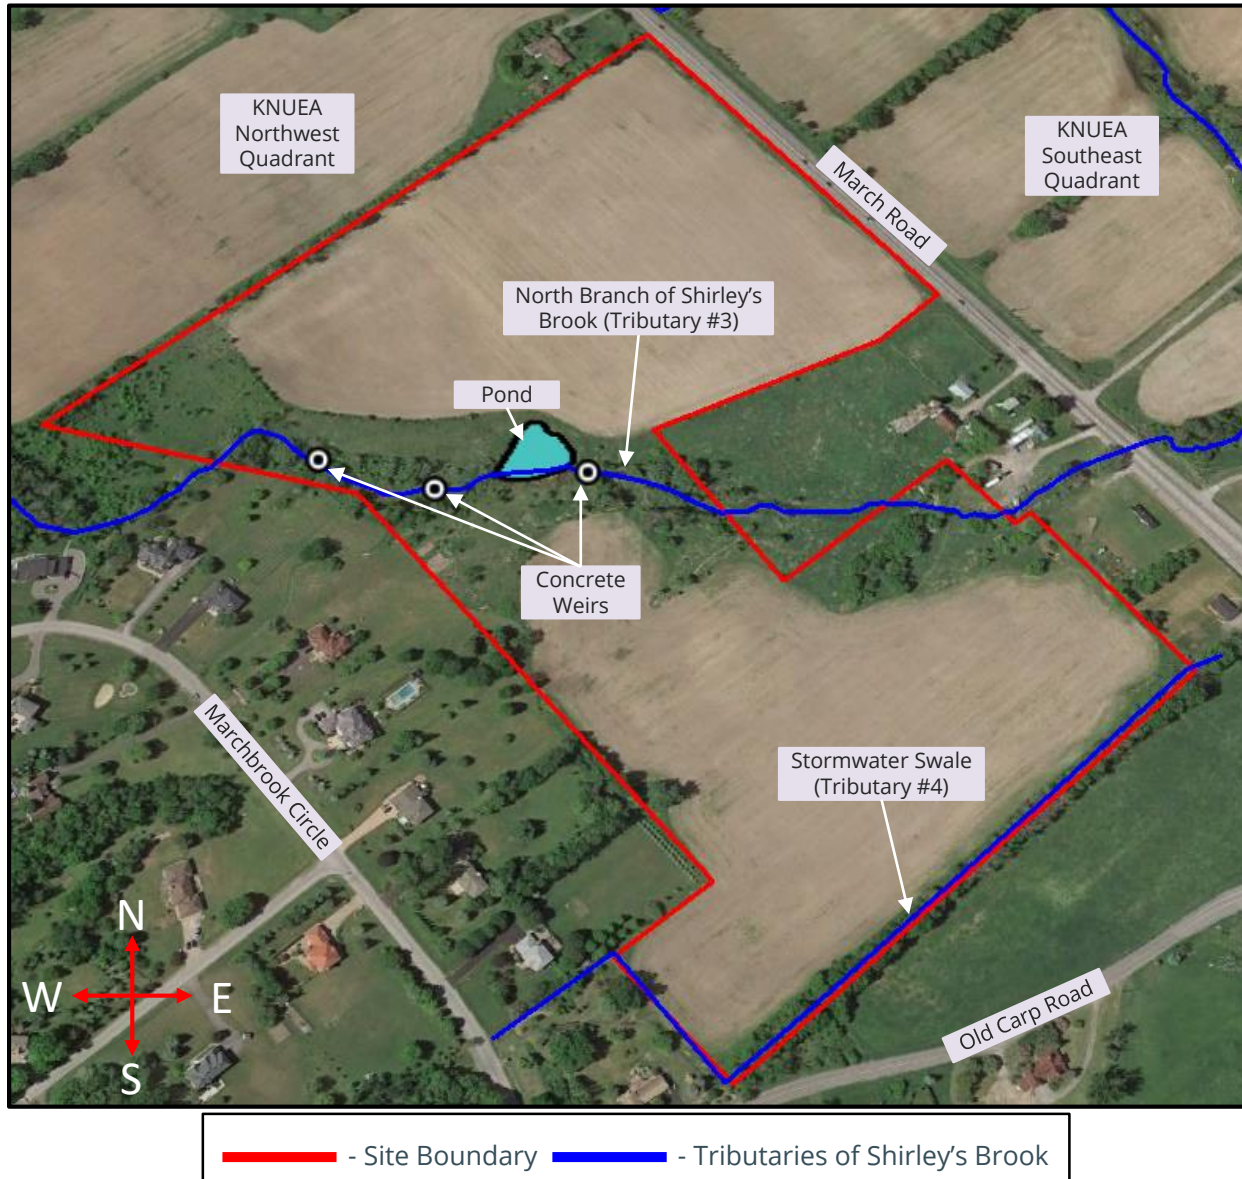 KNUEA
Northwest
Quadrant
KNUEA
Southeast
Quadrant
March Road
North Branch of Shirley's
Brook (Tributary #3)
Pond
Concrete
Weirs
Marchbrook Circle
Stormwater Swale
(Tributary #4)
Old Carp Road
N
W E
S
- Site Boundary - Tributaries of Shirley's Brook